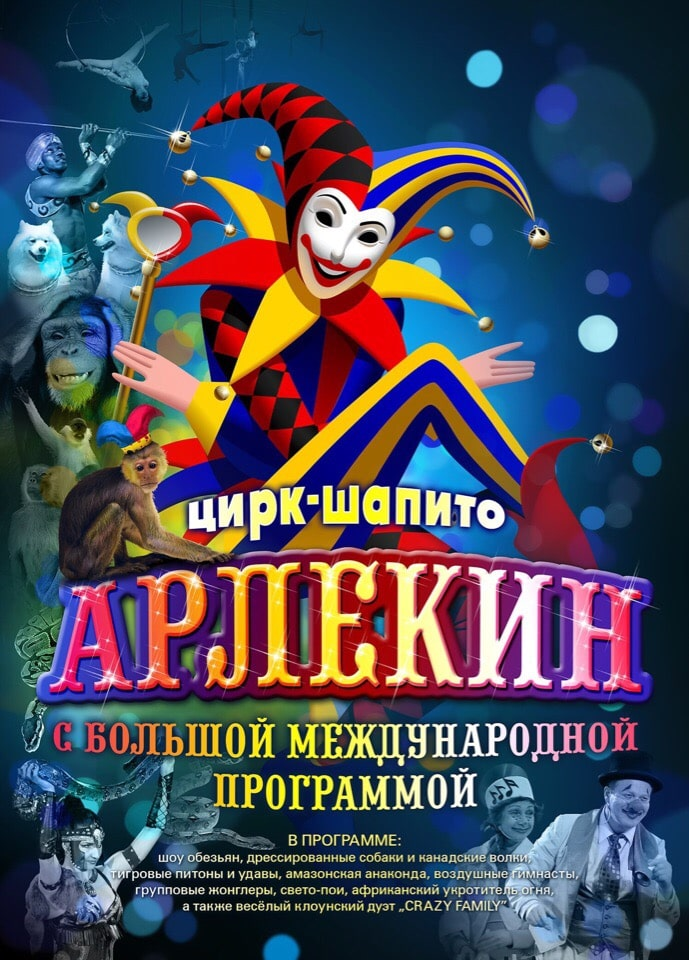 ЦИРК-ШАПИТО
АРЛЕКИН
С БОЛЬШОЙ МЕЖДУНАРОДНОЙ
ПРОГРАММОЙ
В ПРОГРАММЕ:
шоу обезьян, дрессированные собаки и канадские волки,
тигровые питоны и удавы, амазонская анаконда, воздушные гимнасты,
групповые жонглеры, свето-пои, африканский укротитель огня,
а также весёлый клоунский дуэт „CRAZY FAMILY"